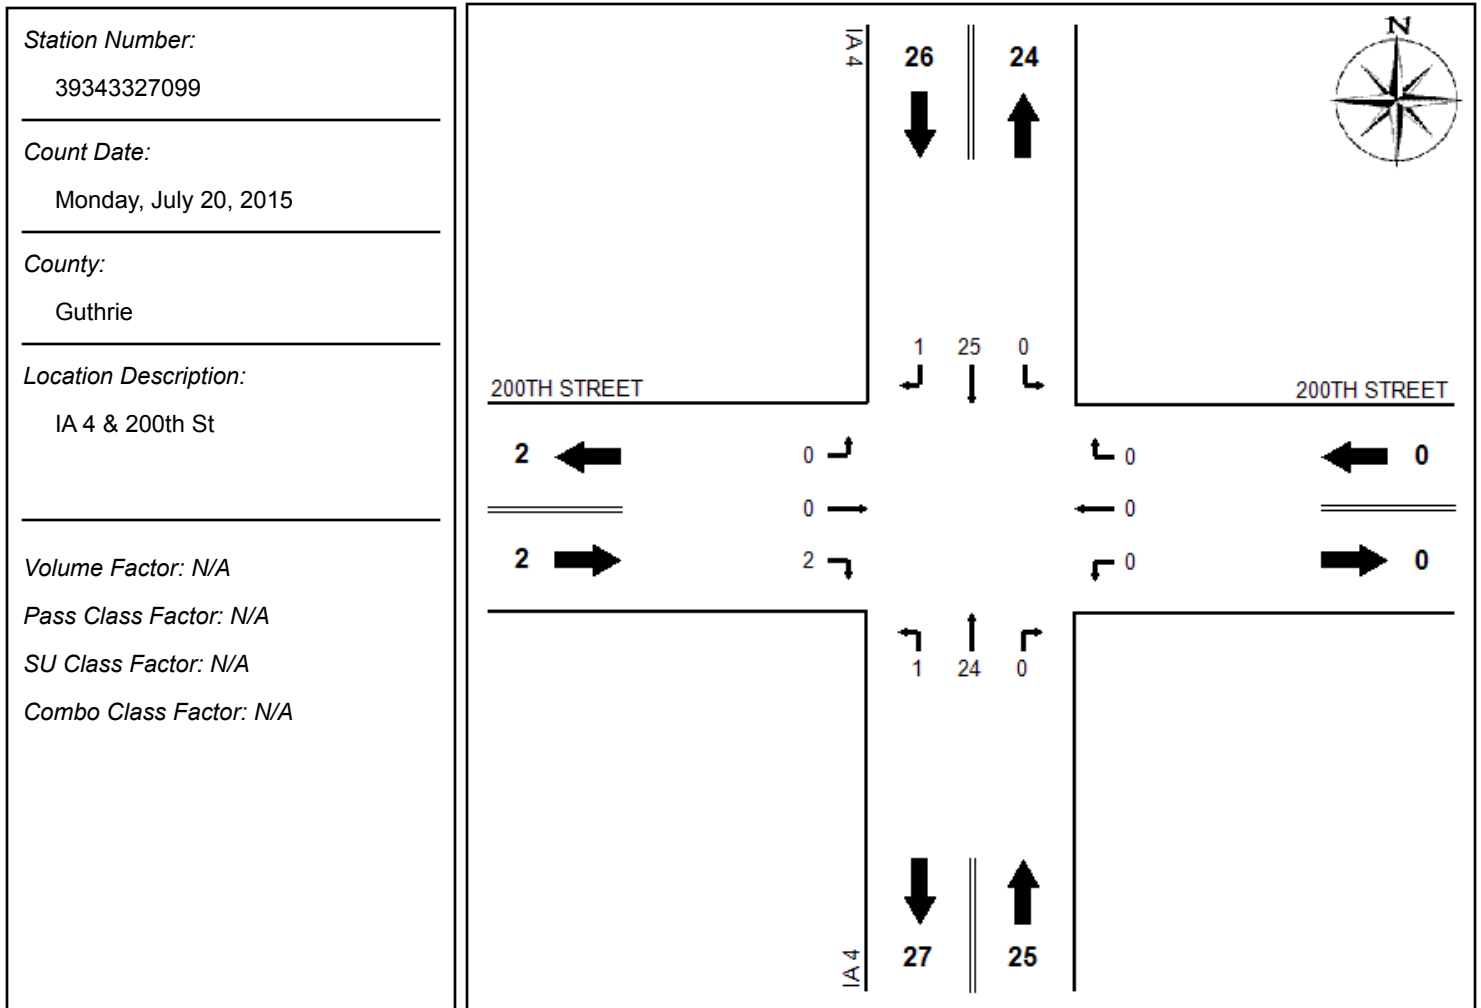 Station Number:
39343327099
Count Date:
Monday, July 20, 2015
County:
Guthrie
Location Description:
IA 4 & 200th St
Volume Factor: N/A
Pass Class Factor: N/A
SU Class Factor: N/A
Combo Class Factor: N/A
IA 4
26 24
N
1 25 0
200TH STREET
200TH STREET
2 0 0 0
0 0
2 2 0 0
1 24 0
27 25
IA 4